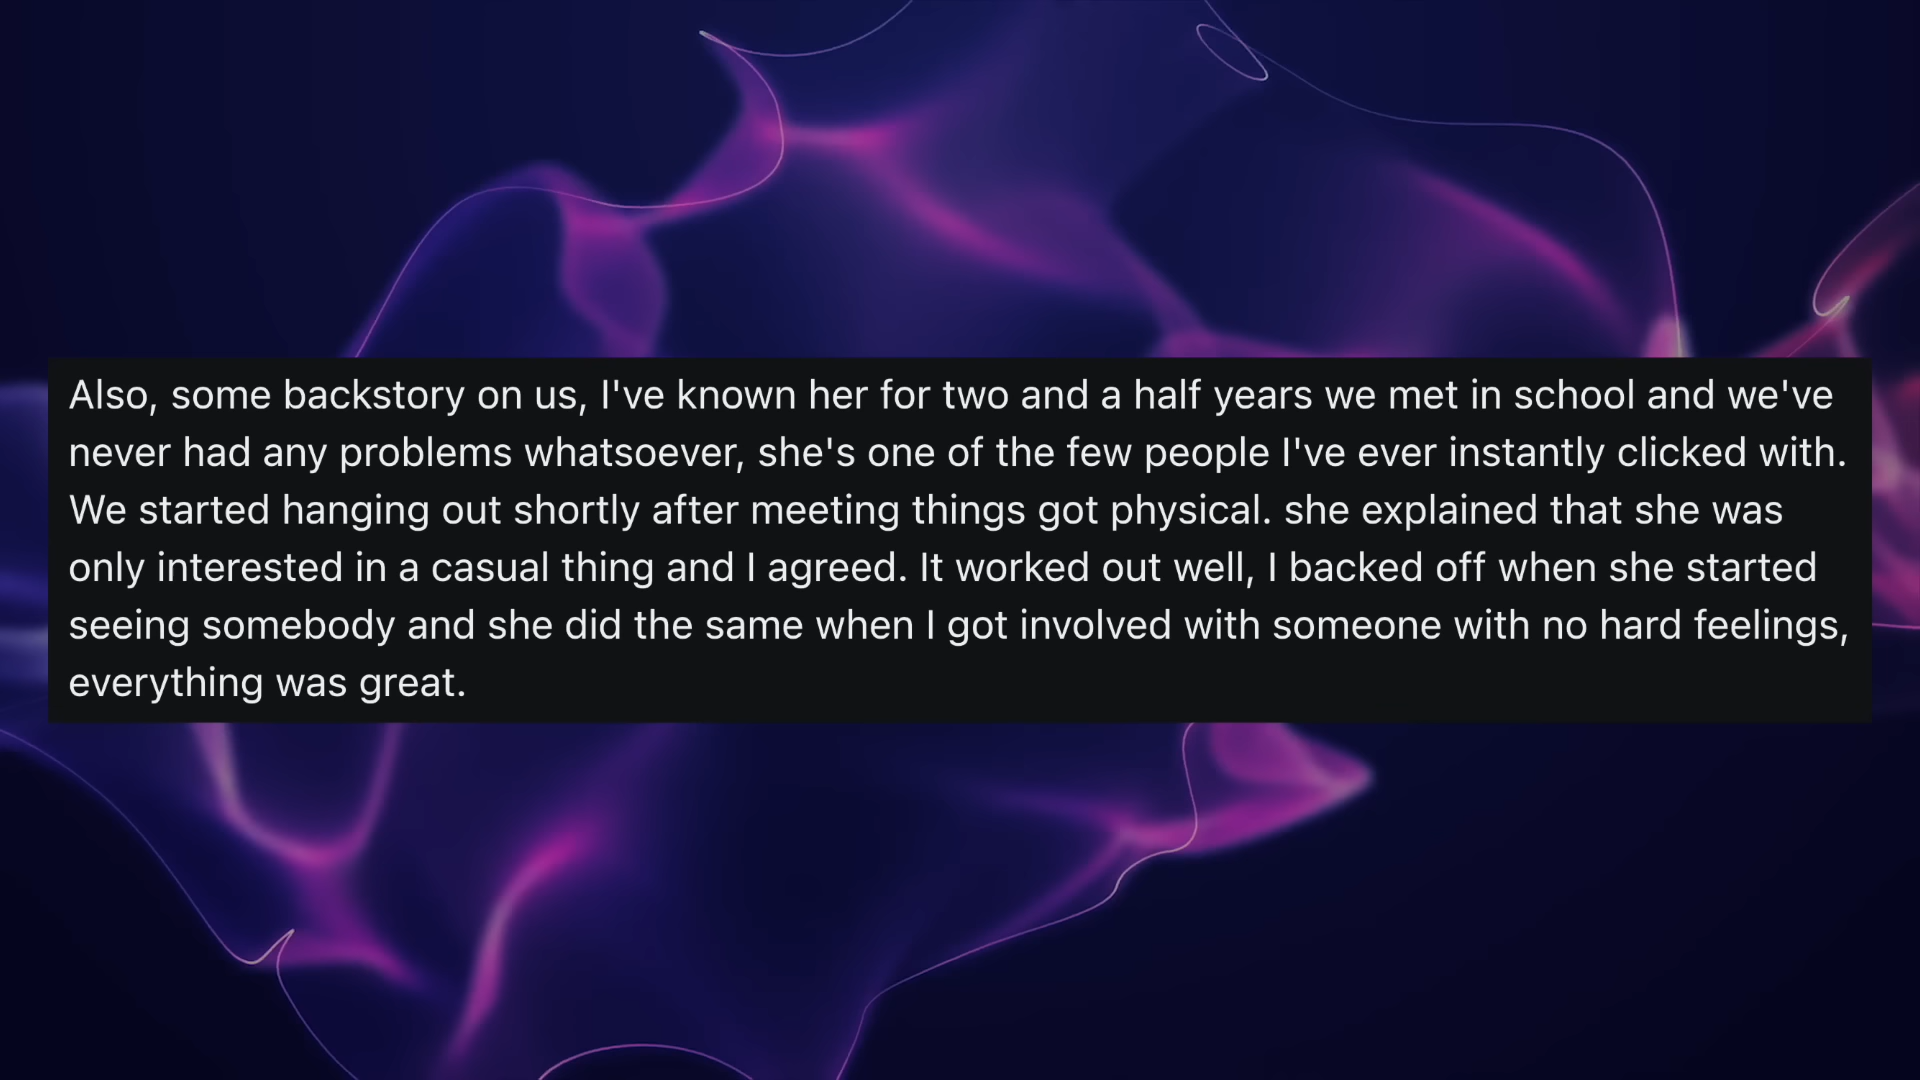 Also, some backstory on us, I've known her for two and a half years we met in school and we've
never had any problems whatsoever, she's one of the few people I've ever instantly clicked with.
We started hanging out shortly after meeting things got physical. she explained that she was
only interested in a casual thing and I agreed. It worked out well, I backed off when she started
seeing somebody and she did the same when I got involved with someone with no hard feelings,
everything was great.